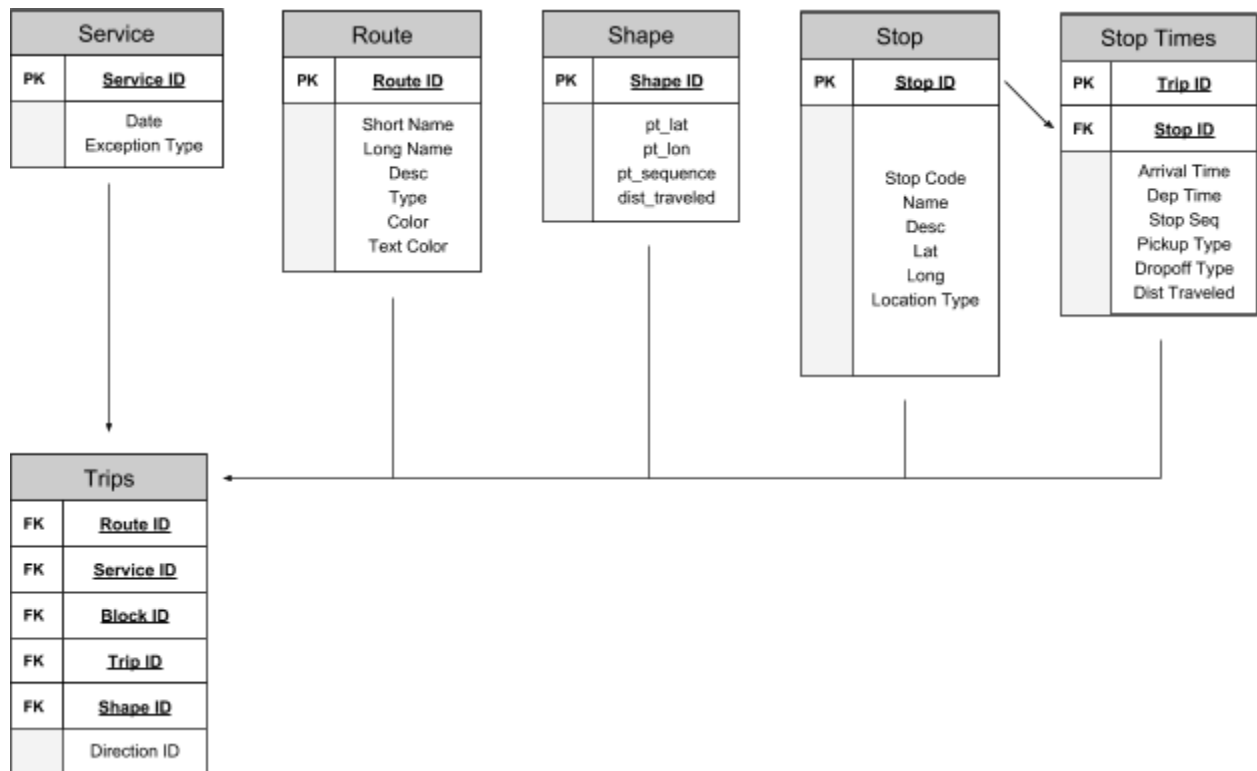 Service
PK Service ID
Date
Exception Type
Route
PK Route ID
Short Name
Long Name
Desc
Type
Color
Text Color
Shape
PK Shape ID
pt_lat
pt_lon
pt_sequence
dist_traveled
Stop
PK Stop ID
Stop Code
Name
Desc
Lat
Long
Location Type
Stop Times
PK Trip ID
FK Stop ID
Arrival Time
Dep Time
Stop Seq
Pickup Type
Dropoff Type
Dist Traveled
Trips
FK Route ID
FK Service ID
FK Block ID
FK Trip ID
FK Shape ID
Direction ID